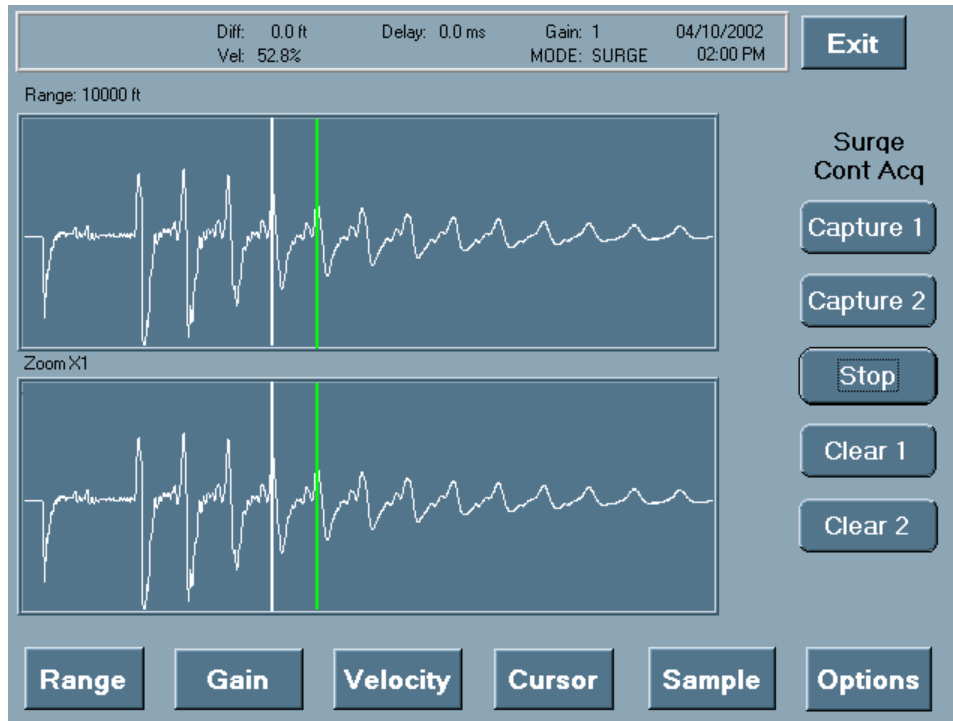 Diff: 0.0 ft Delay: 0.0 ms Gain: 1 04/10/2002
Vel: 52.8% MODE: SURGE 02:00 PM
Exit
Range: 10000 ft
Surge
Cont Acq
Capture 1
Capture 2
Zoom X1
Stop
Clear 1
Clear 2
Range Gain Velocity Cursor Sample Options